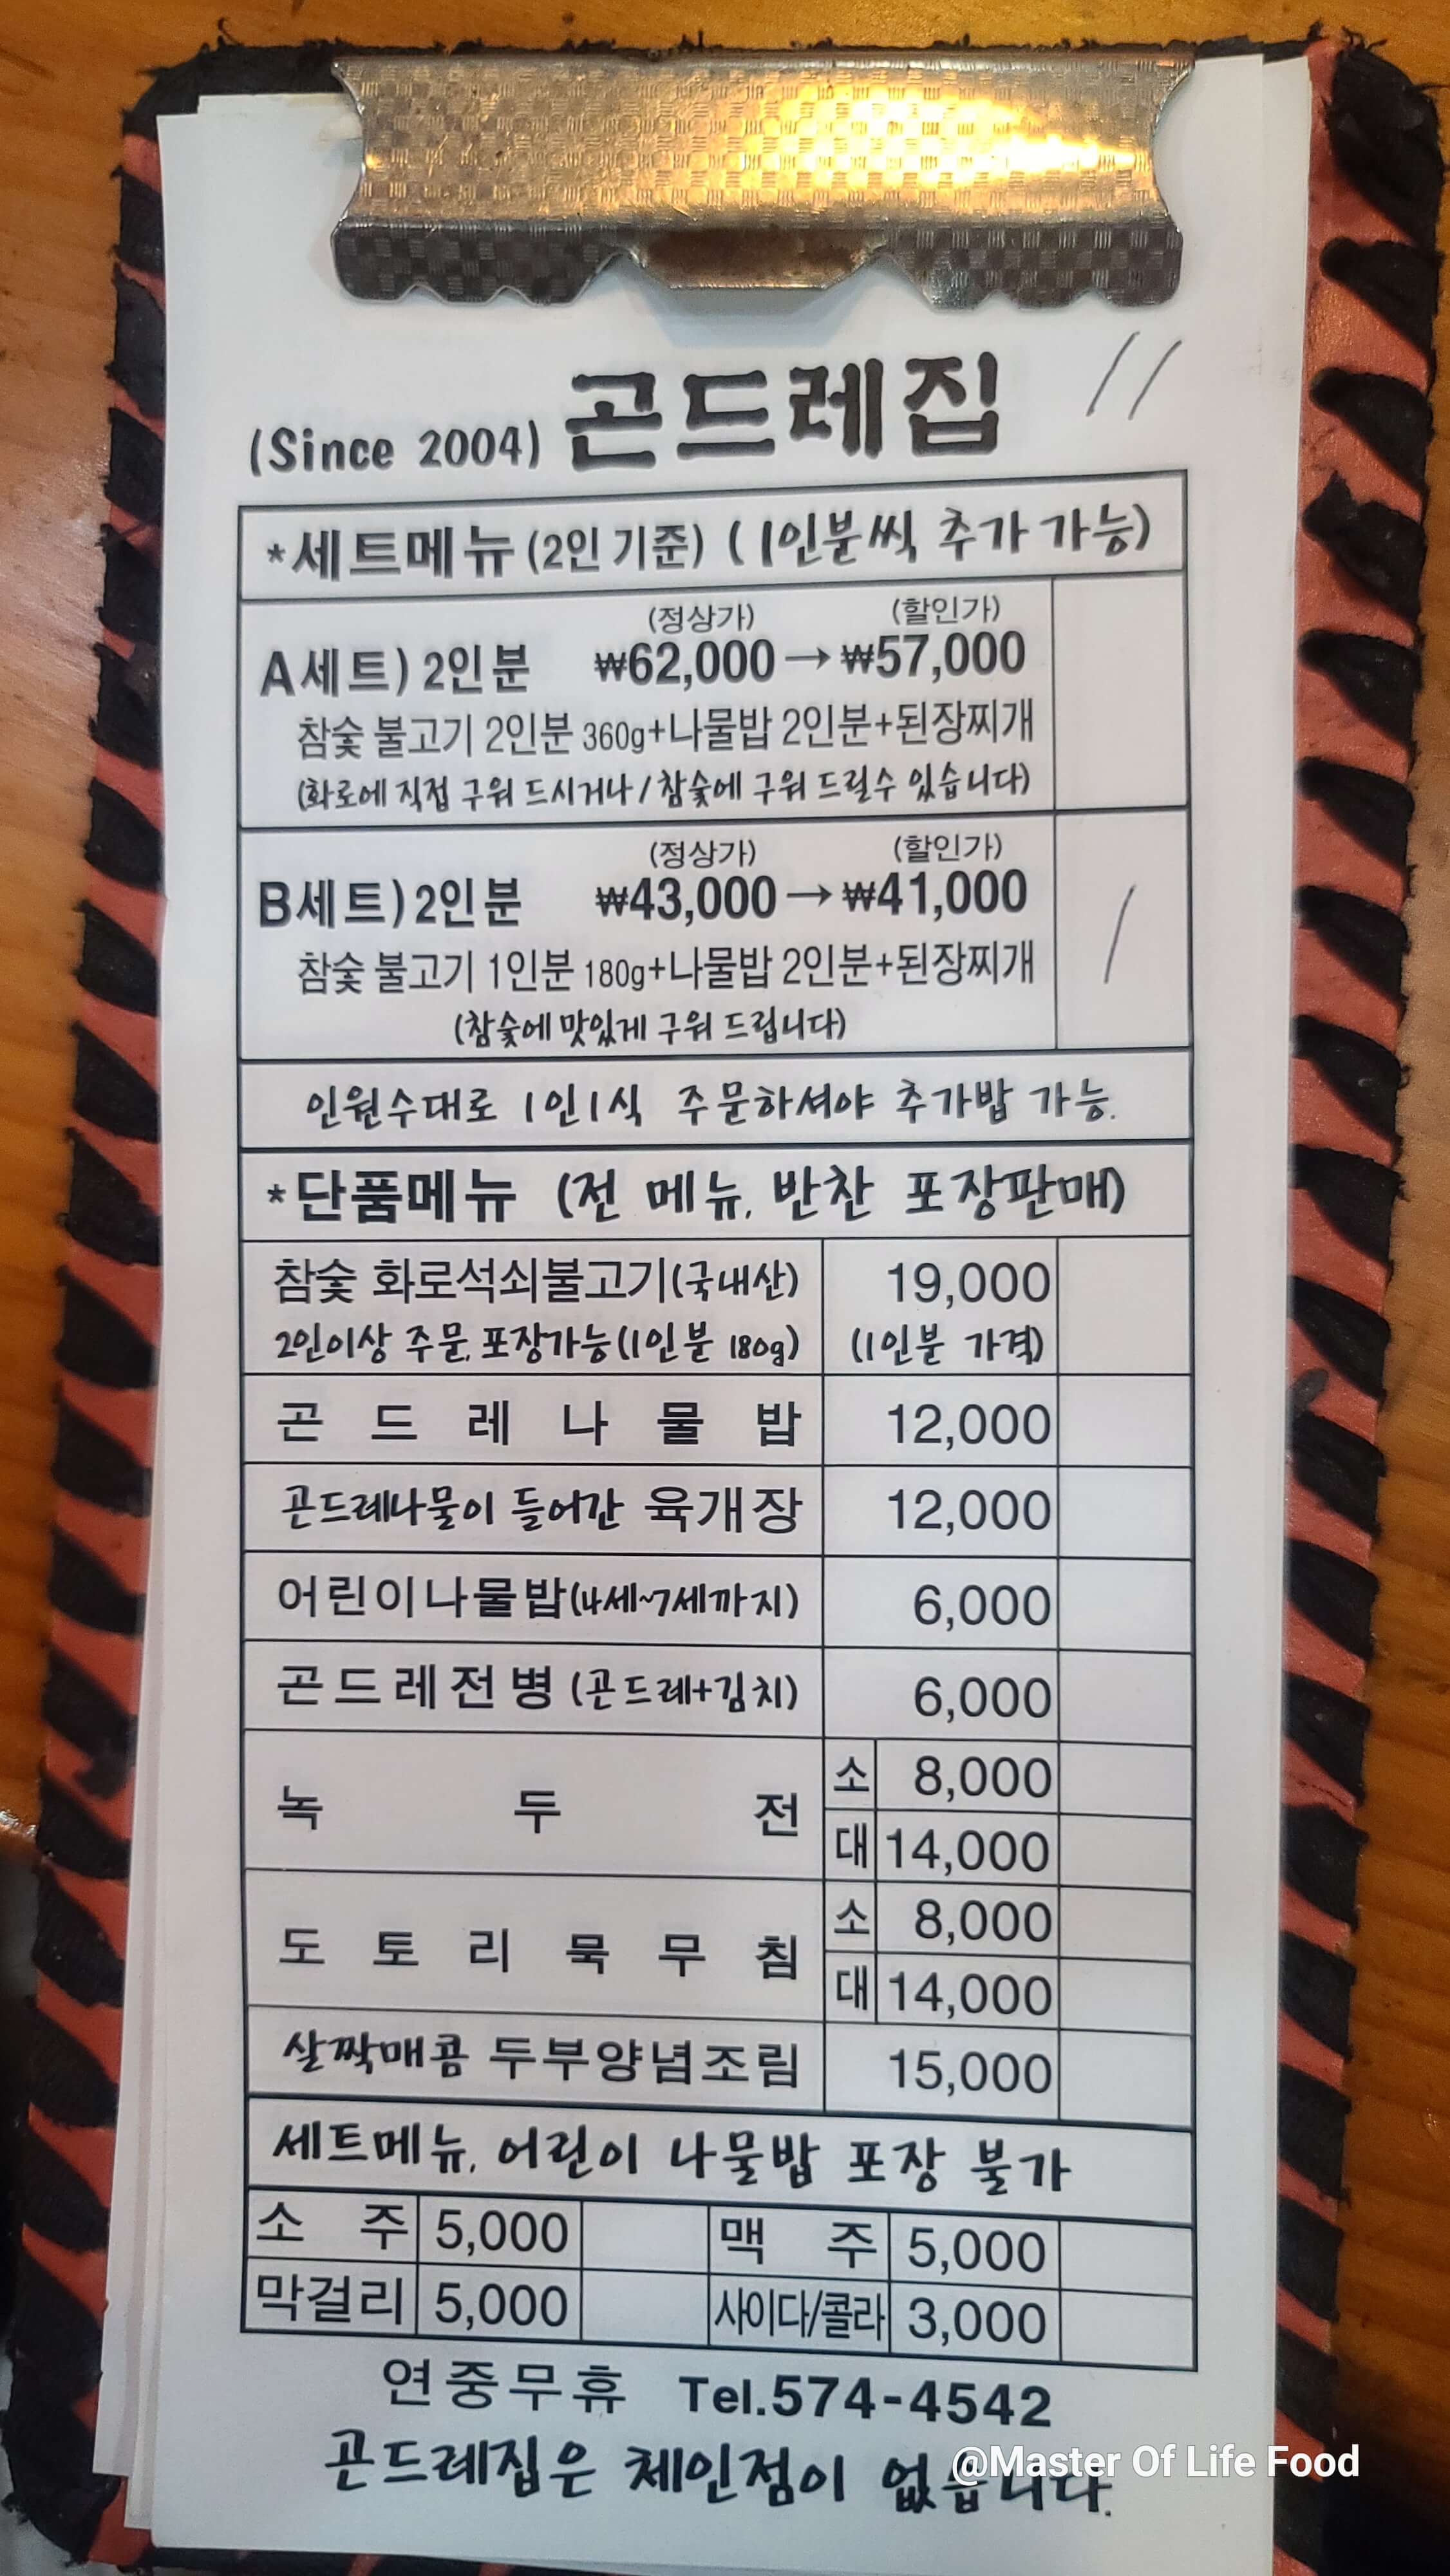 (Since 2004) 곤드레집 11
*세트메뉴 (2인 기준) (1인분씩 추가 가능)
(정상가) (할인가)
A세트) 2인분 ₩62,000→₩57,000
참숯 불고기 2인분 360g+나물밥 2인분+된장찌개
(화로에 직접 구워 드시거나/참숯에 구워 드릴수 있습니다)
(정상가) (할인가)
B세트) 2인분 ₩43,000→₩41,000 /
참숯 불고기 1인분 180g+나물밥 2인분+된장찌개
(참숯에 맛있게 구워 드립니다)
인원수대로 1인1식 주문하셔야 추가밥 가능.
*단품메뉴 (전 메뉴, 반찬 포장판매)
참숯 화로석쇠불고기(국내산) 19,000
2인이상 주문, 포장가능(1인분 180g) (1인분 가격)
곤드레나물밥 12,000
곤드레나물이 들어간 육개장 12,000
어린이나물밥(4세~7세까지) 6,000
곤드레전병 (곤드레+김치) 6,000
녹두전 소 8,000
대 14,000
도토리묵무침 소 8,000
대 14,000
살짝매콤 두부양념조림 15,000
세트메뉴, 어린이 나물밥 포장 불가
소주 5,000 맥주 5,000
막걸리 5,000 사이다/콜라 3,000
연중무휴 Tel.574-4542
곤드레집은 체인점이 없습니다.
@Master Of Life Food